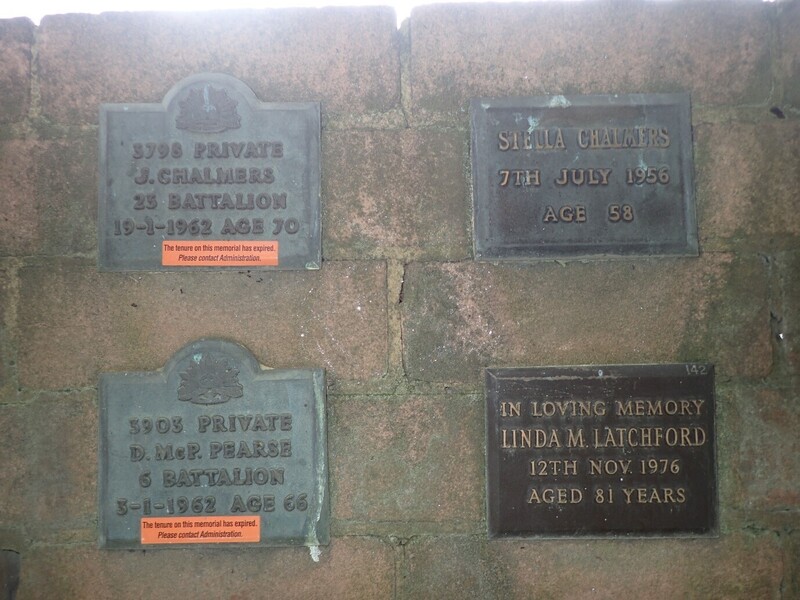 3798 PRIVATE
J. CHALMERS
25 BATTALION
19-1-1962 AGE 70
The tenure on this memorial has expired.
Please contact Administration.
STELLA CHALMERS
7TH JULY 1956
AGE 58
3903 PRIVATE
D. McP. PEARSE
6 BATTALION
3-1-1962 AGE 66
The tenure on this memorial has expired.
Please contact Administration.
142
IN LOVING MEMORY
LINDA M. LATCHFORD
12TH NOV. 1976
AGED 81 YEARS